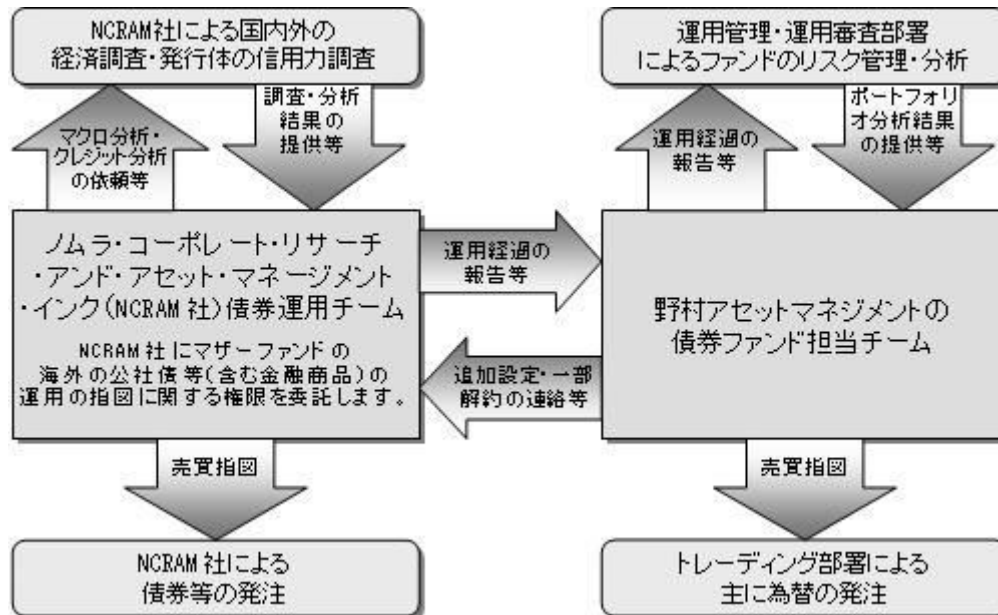 NCRAM社による国内外の
経済調査・発行体の信用力調査
運用管理・運用審査部署
によるファンドのリスク管理・分析
マクロ分析・
クレジット分析
の依頼等
調査・分析
結果の
提供等
運用経過の
報告等
ポートフォリ
オ分析結果
の提供等
ノムラ・コーポレート・リサーチ
・アンド・アセット・マネージメント
・インク(NCRAM社)債券運用チーム
NCRAM社にマザーファンドの
海外の公社債等(含む金融商品)の
運用の指図に関する権限を委託します。
運用経過の
報告等
追加設定・一部
解約の連絡等
野村アセットマネジメントの
債券ファンド担当チーム
売買指図
売買指図
NCRAM社による
債券等の発注
トレーディング部署による
主に為替の発注